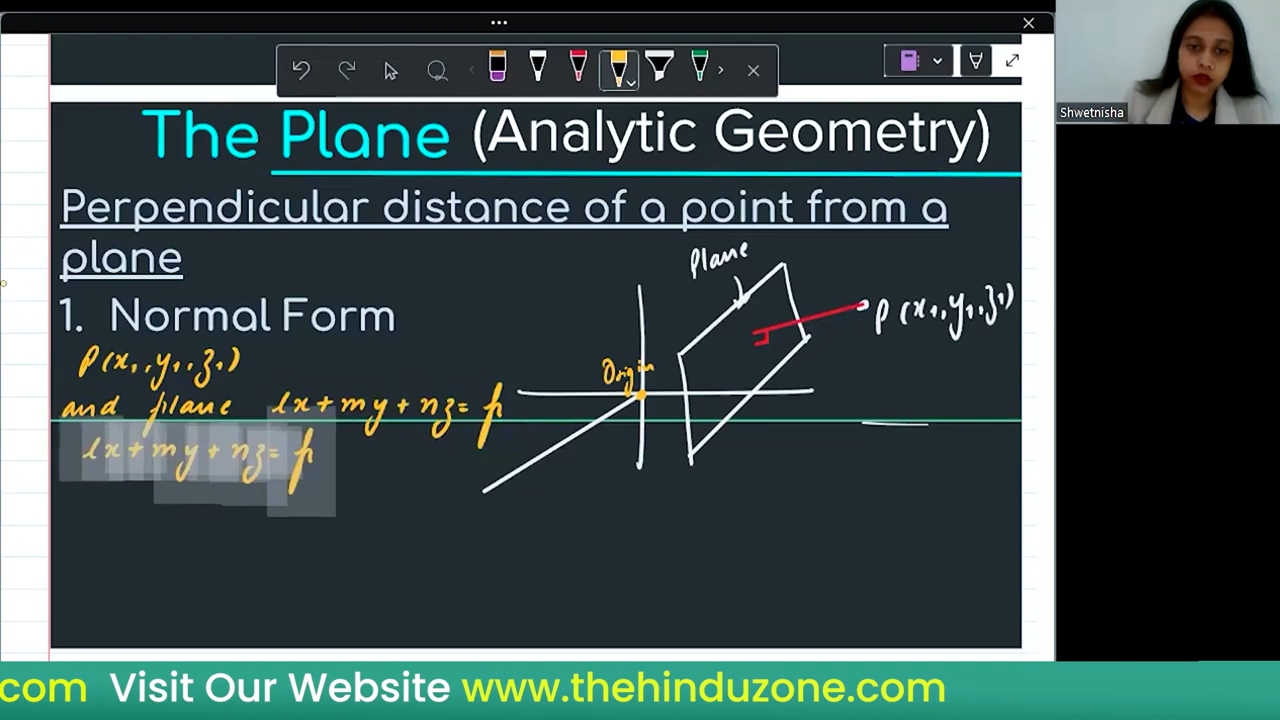 The Plane (Analytic Geometry)
Shwetnisha
Perpendicular distance of a point from a
plane
Plane
1. Normal Form
P(x₁, y₁, z₁)
P(x₁, y₁, z₁)
Origin
and plane lx + my + nz = p
lx + my + nz = p
com Visit Our Website www.thehinduzone.com